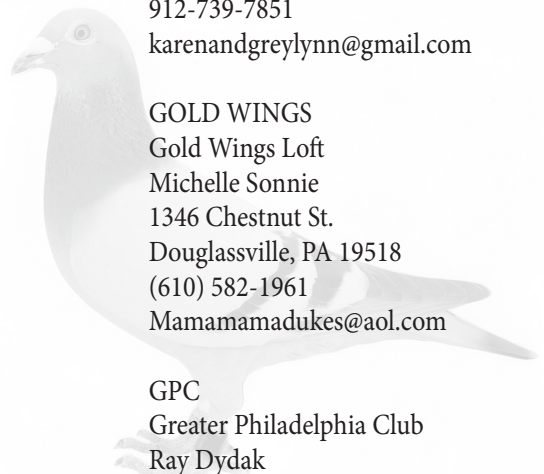 912-739-7851
karenandgreylynn@gmail.com
GOLD WINGS
Gold Wings Loft
Michelle Sonnie
1346 Chestnut St.
Douglassville, PA 19518
(610) 582-1961
Mamamamadukes@aol.com
GPC
Greater Philadelphia Club
Ray Dydak